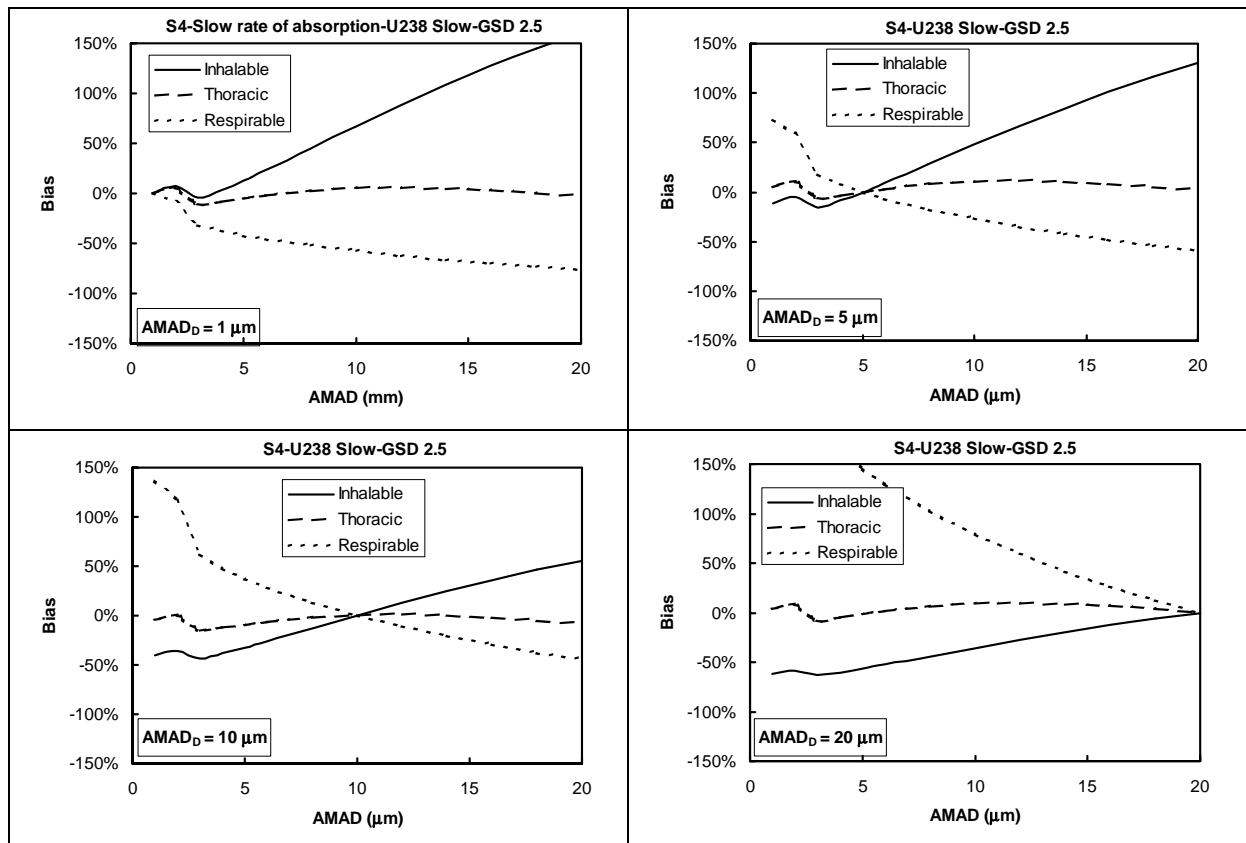 S4-Slow rate of absorption-U238 Slow-GSD 2.5
150%
100%
50%
0%
-50%
-100%
-150%
Bias
Inhalable
Thoracic
Respirable
AMAD_D = 1 μm
0 5 10 15 20
AMAD (mm)
S4-U238 Slow-GSD 2.5
150%
100%
50%
0%
-50%
-100%
-150%
Bias
Inhalable
Thoracic
Respirable
AMAD_D = 5 μm
0 5 10 15 20
AMAD (μm)
S4-U238 Slow-GSD 2.5
150%
100%
50%
0%
-50%
-100%
-150%
Bias
Inhalable
Thoracic
Respirable
AMAD_D = 10 μm
0 5 10 15 20
AMAD (μm)
S4-U238 Slow-GSD 2.5
150%
100%
50%
0%
-50%
-100%
-150%
Bias
Inhalable
Thoracic
Respirable
AMAD_D = 20 μm
0 5 10 15 20
AMAD (μm)